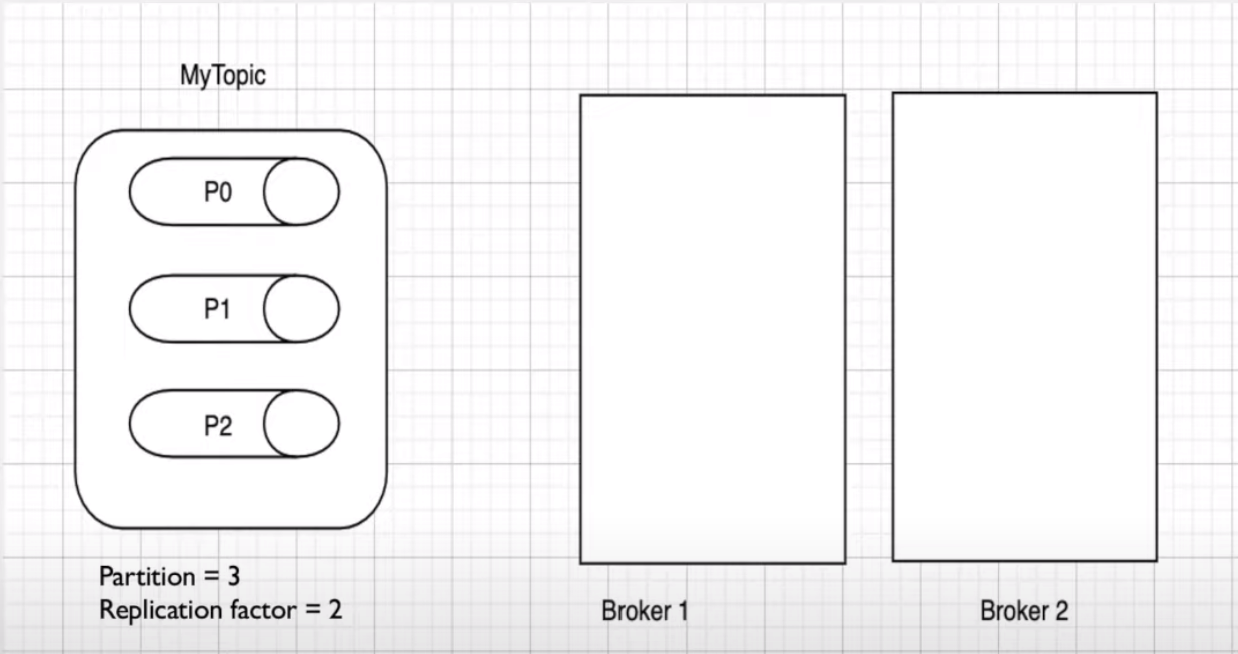 MyTopic
P0
P1
P2
Partition = 3
Replication factor = 2
Broker 1
Broker 2